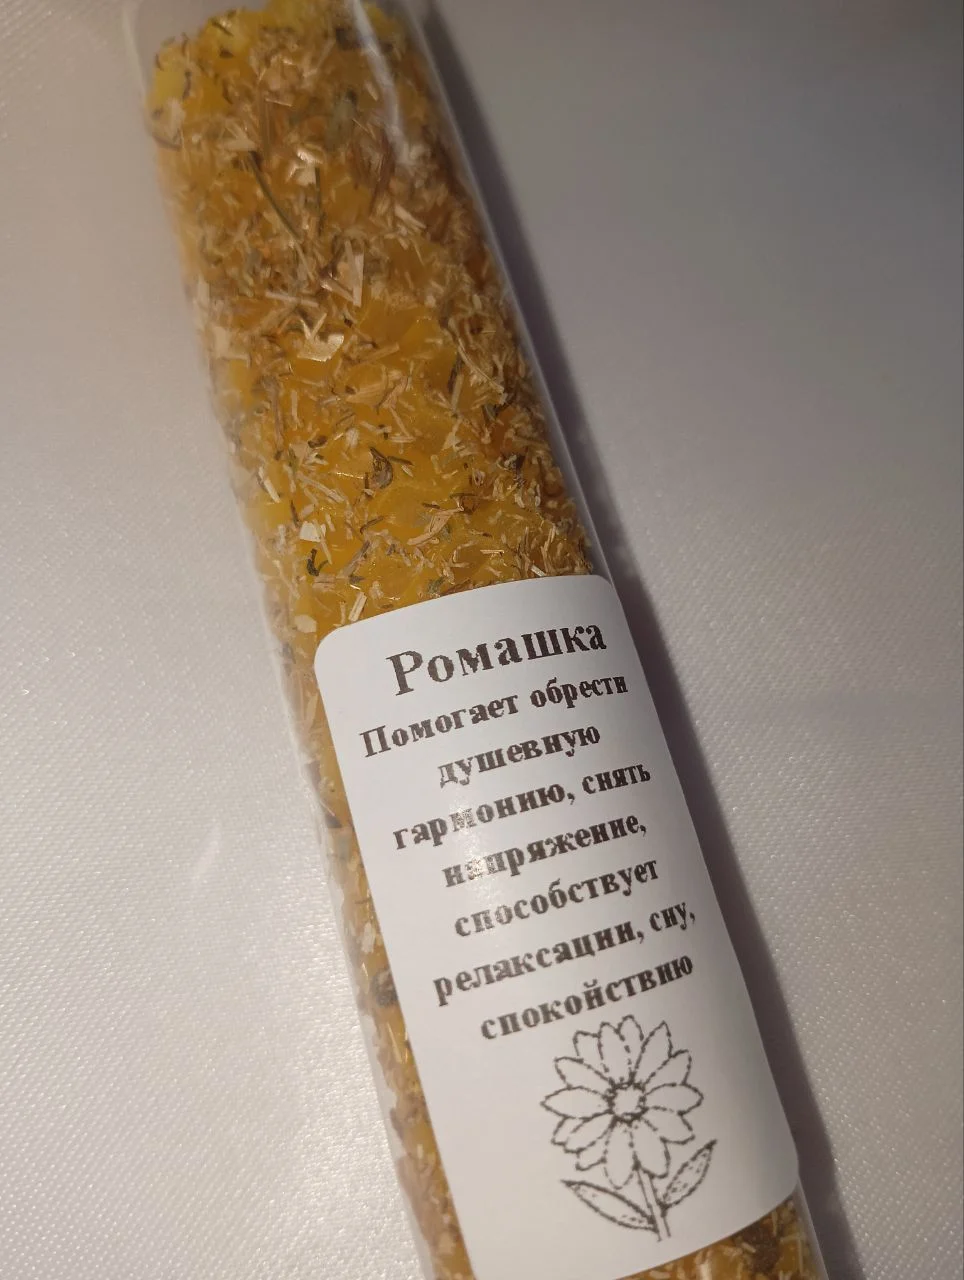 Ромашка
Помогает обрести
душевную
гармонию, снять
напряжение,
способствует
релаксации, сну,
спокойствию